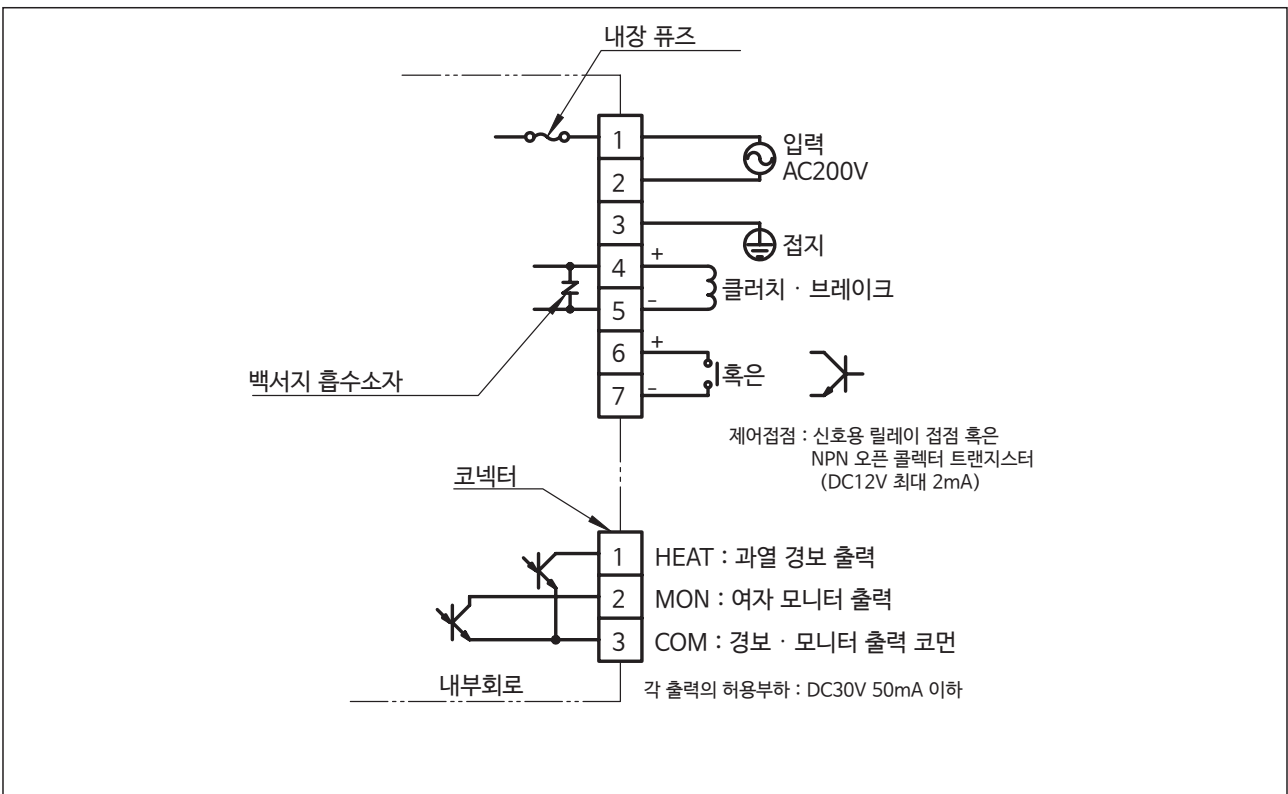 내장 퓨즈
1
입력
AC200V
2
3
접지
4
+
클러치 · 브레이크
5
−
백서지 흡수소자
6
+
혹은
7
−
제어접점 : 신호용 릴레이 접점 혹은
NPN 오픈 콜렉터 트랜지스터
(DC12V 최대 2mA)
코넥터
1
HEAT : 과열 경보 출력
2
MON : 여자 모니터 출력
3
COM : 경보 · 모니터 출력 코먼
내부회로
각 출력의 허용부하 : DC30V 50mA 이하